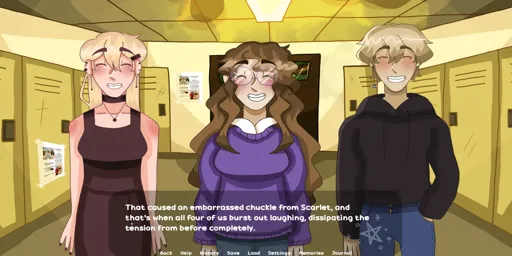 That caused an embarrassed chuckle from Scarlet, and
that's when all four of us burst out laughing, dissipating the
tension from before completely.
Back History Save Load Settings Memories Journal